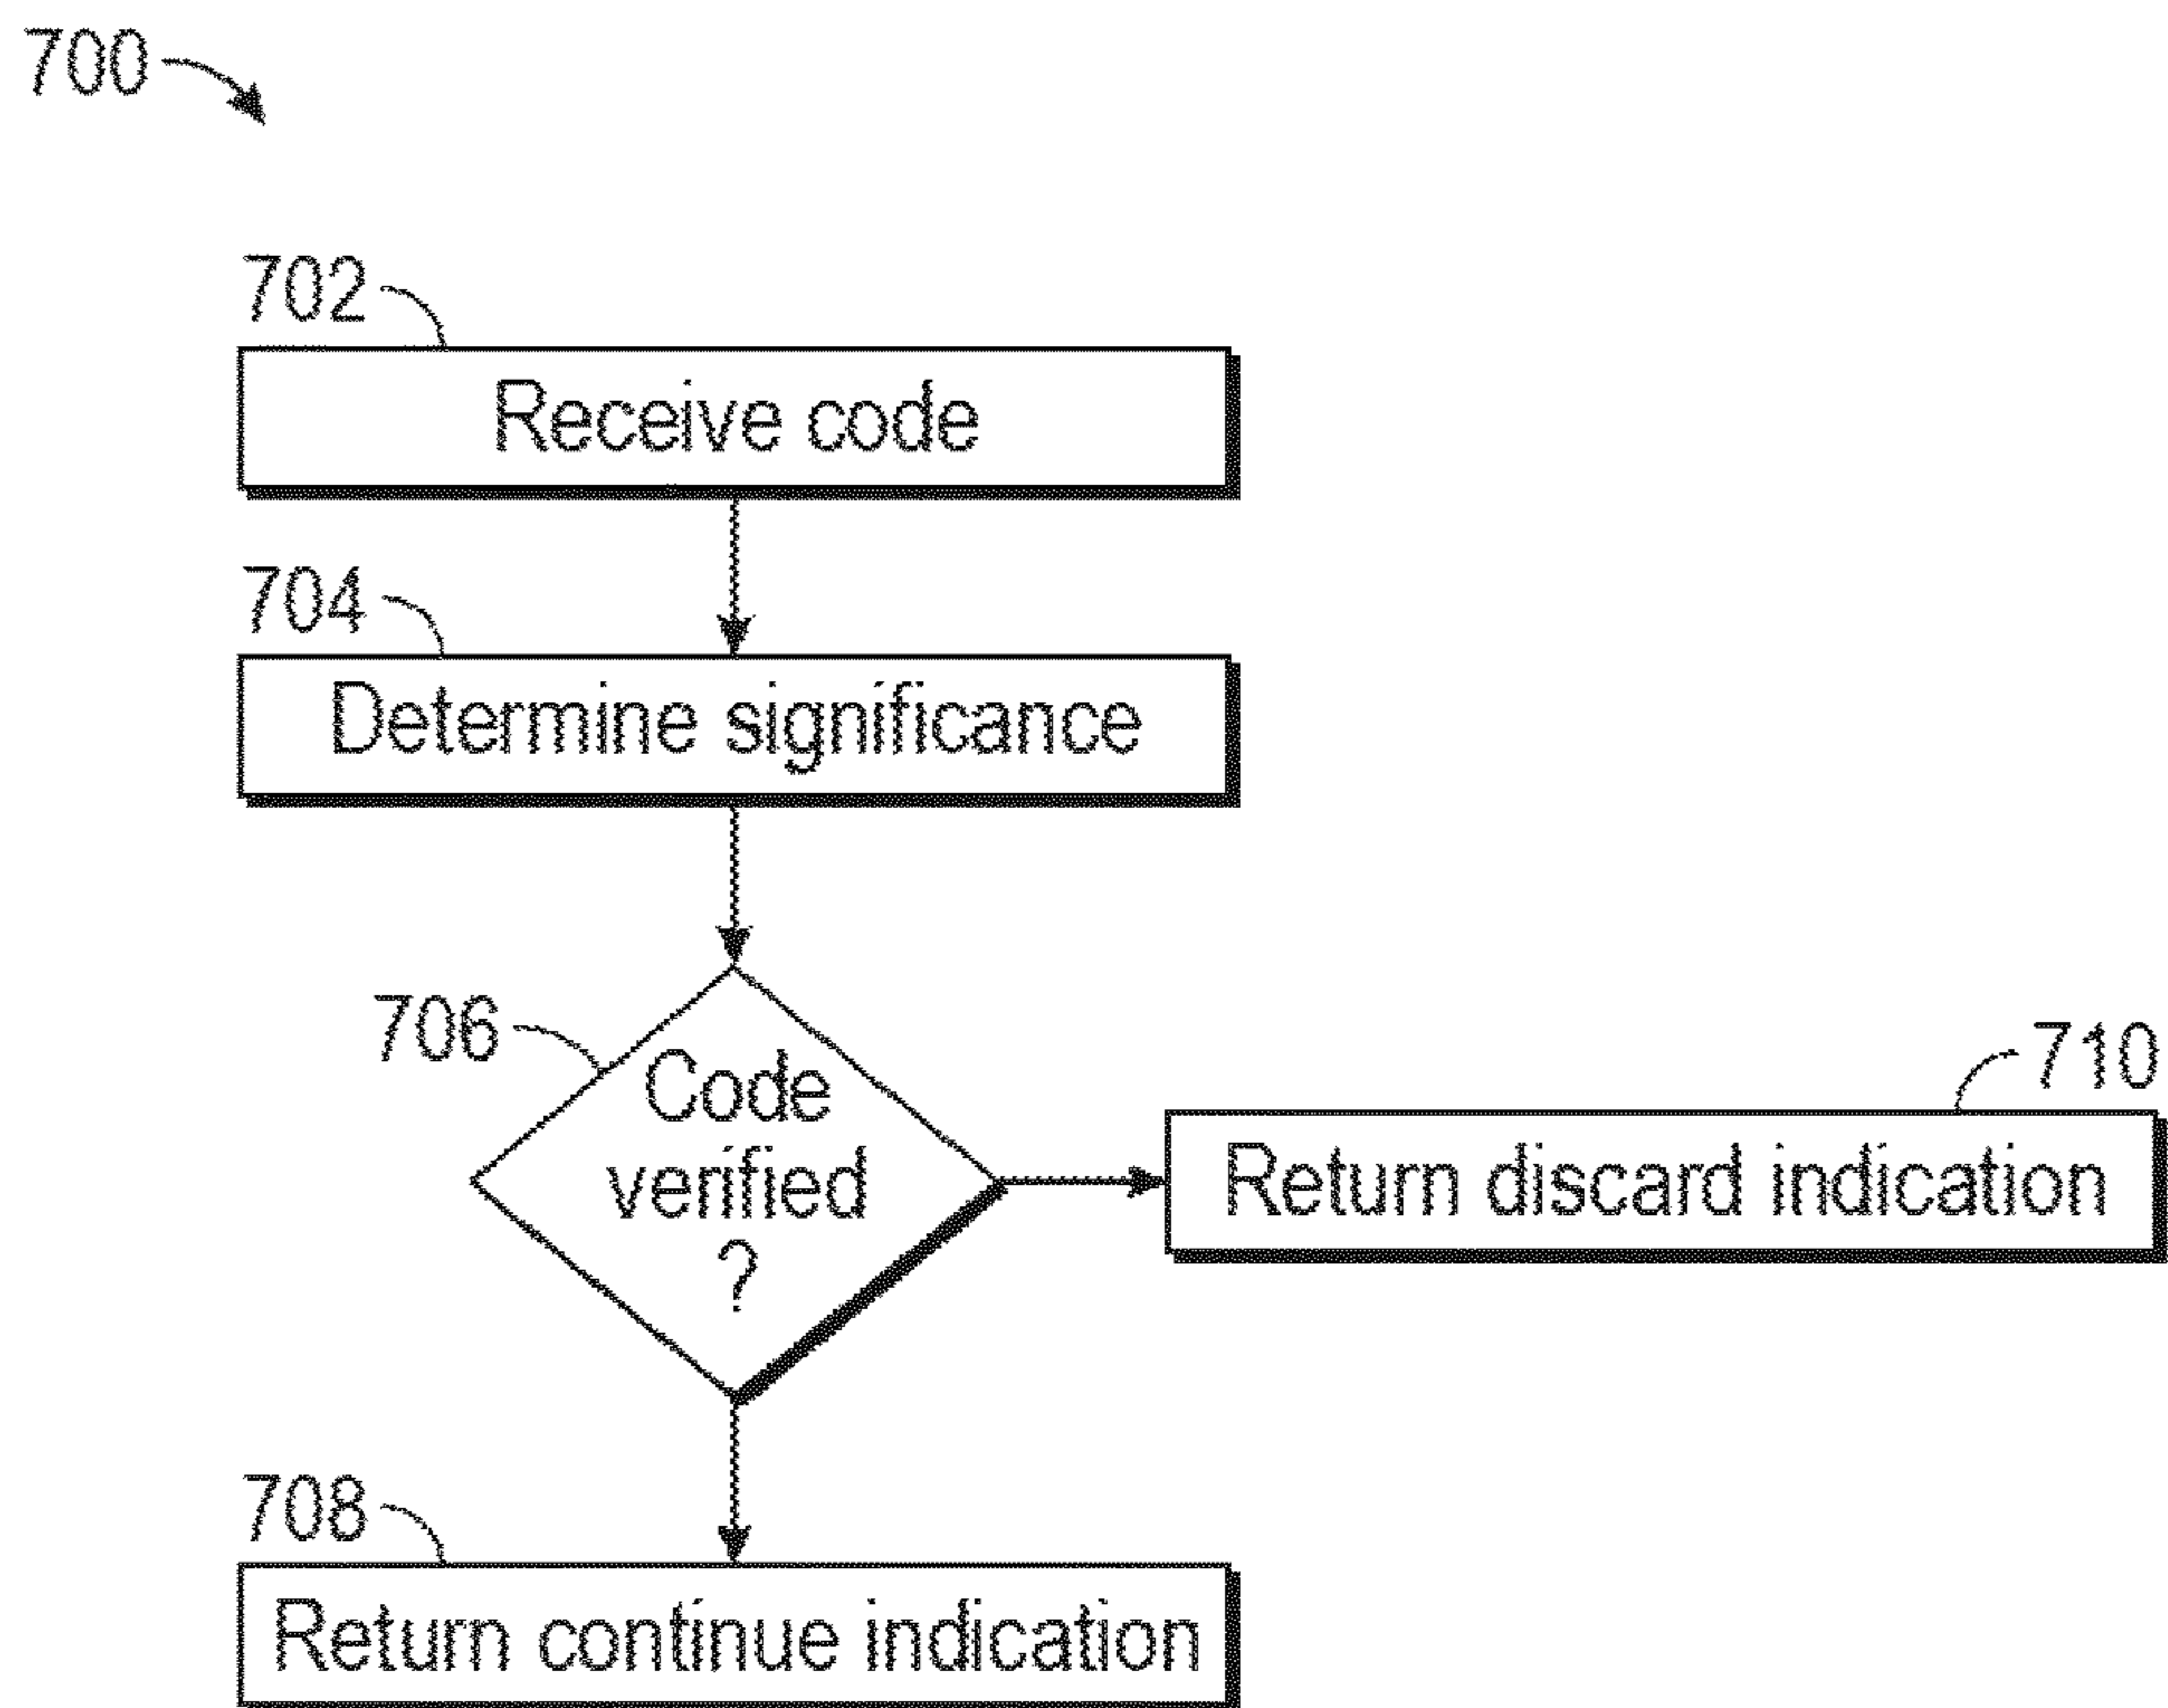 700
702
Receive code
704
Determine significance
706
Code
verified
?
710
Return discard indication
708
Return continue indication